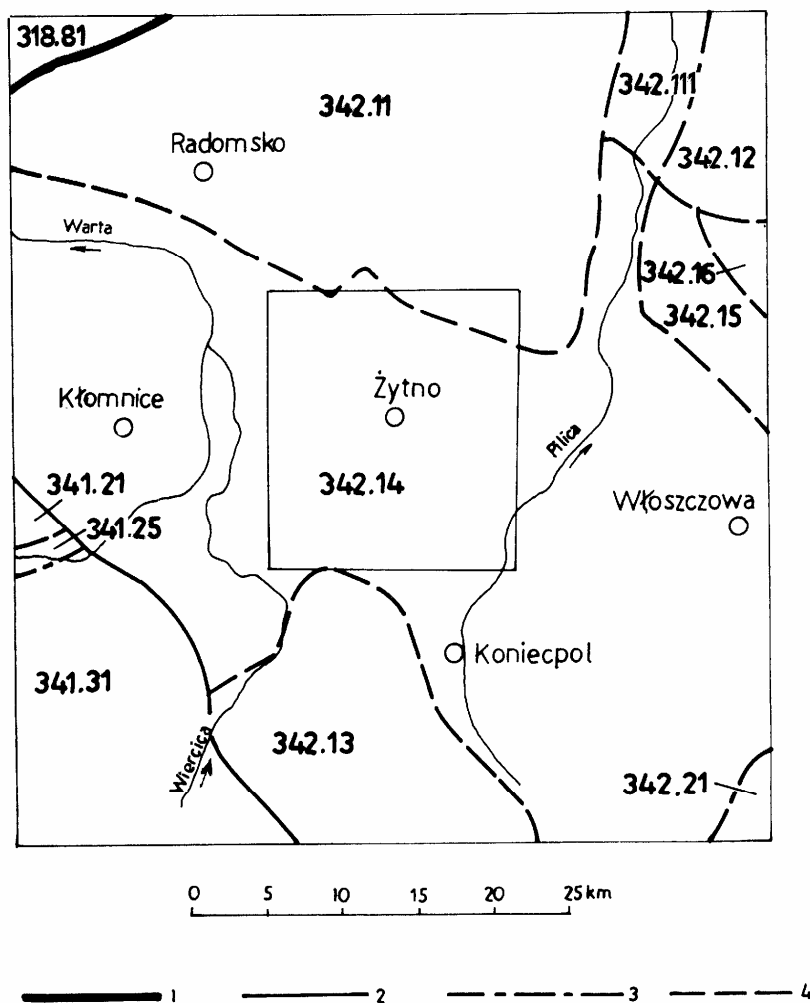 318.81
342.11
342.111
Radomsko
342.12
Warta
342.16
342.15
Żytno
Kłomnice
Pilica
341.21
342.14
Włoszczowa
341.25
Koniecpol
341.31
342.13
Wiercica
342.21
0 5 10 15 20 25 km
1 2 3 4